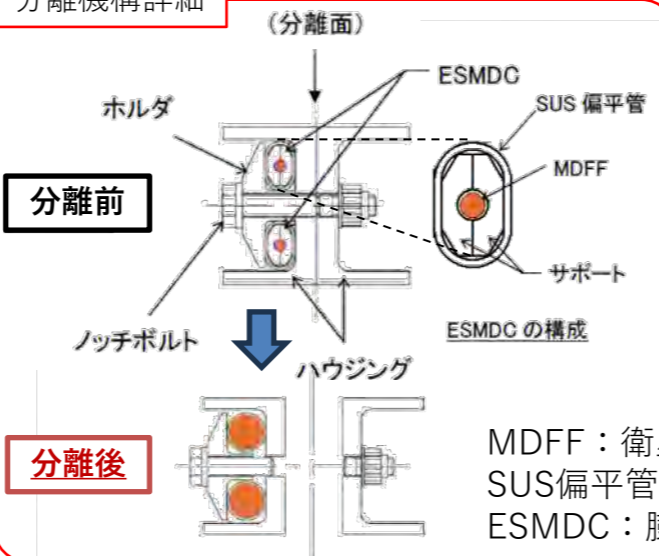 分離機構詳細
(分離面)
ESMDC
ホルダ
SUS 偏平管
MDFF
分離前
サポート
ESMDC の構成
ノッチボルト
ハウジング
分離後
MDFF：衛
SUS偏平管
ESMDC：